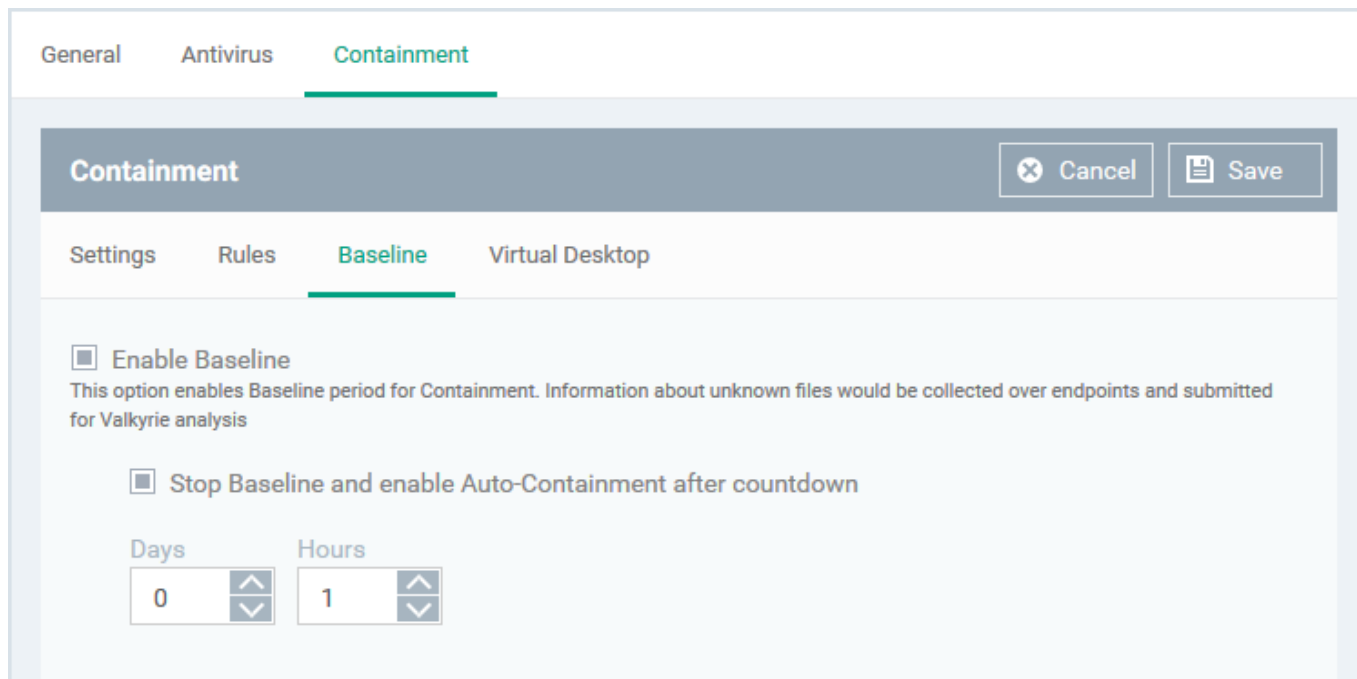 General Antivirus Containment
Containment Cancel Save
Settings Rules Baseline Virtual Desktop
Enable Baseline
This option enables Baseline period for Containment. Information about unknown files would be collected over endpoints and submitted
for Valkyrie analysis
Stop Baseline and enable Auto-Containment after countdown
Days Hours
0 1